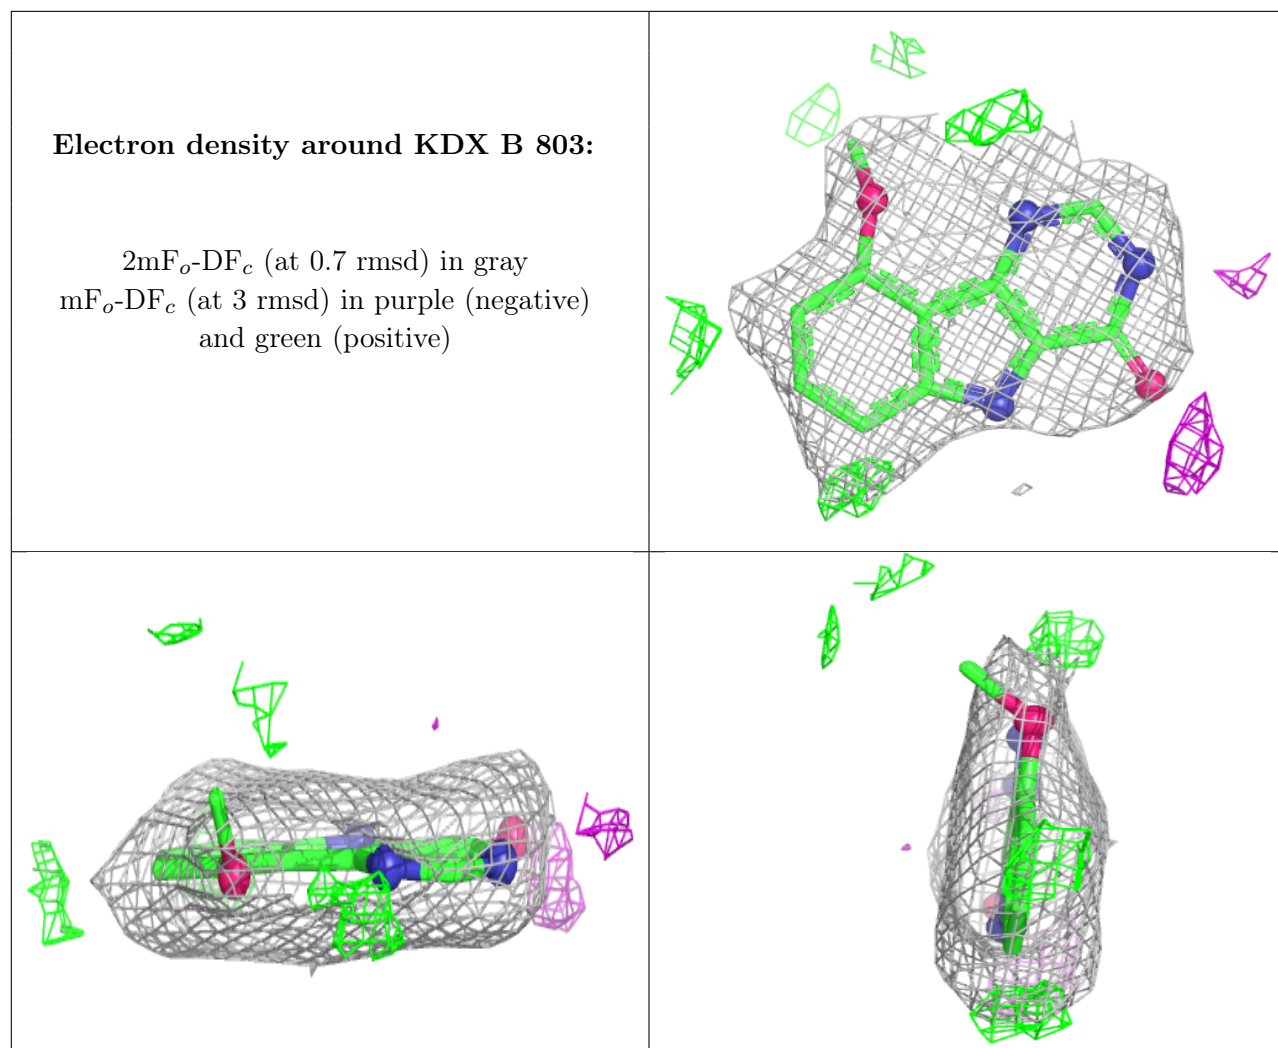 Electron density around KDX B 803:
2mFo-DFc (at 0.7 rmsd) in gray
mFo-DFc (at 3 rmsd) in purple (negative)
and green (positive)